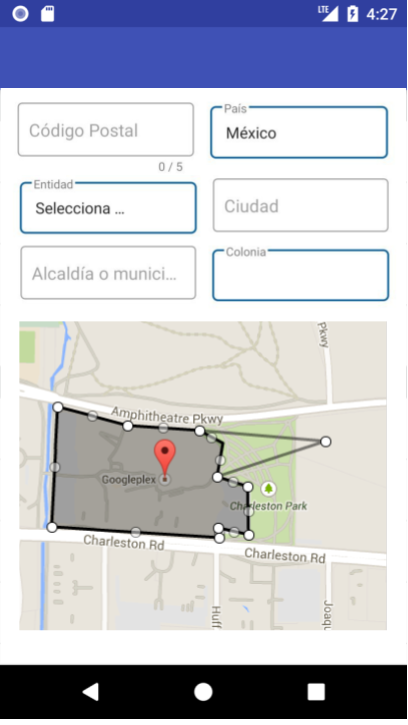 LTE 4:27
Código Postal
País
México
0 / 5
Entidad
Selecciona ...
Ciudad
Alcaldía o munici...
Colonia
Pkwy
Amphitheatre Pkwy
Googleplex
Charleston Park
Charleston Rd
Charleston Rd
Huff
Joaqu